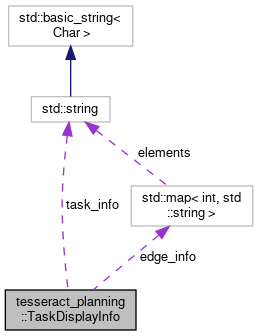 std::basic_string<
Char >
std::string
elements
std::map< int, std
::string >
task_info
edge_info
tesseract_planning
::TaskDisplayInfo